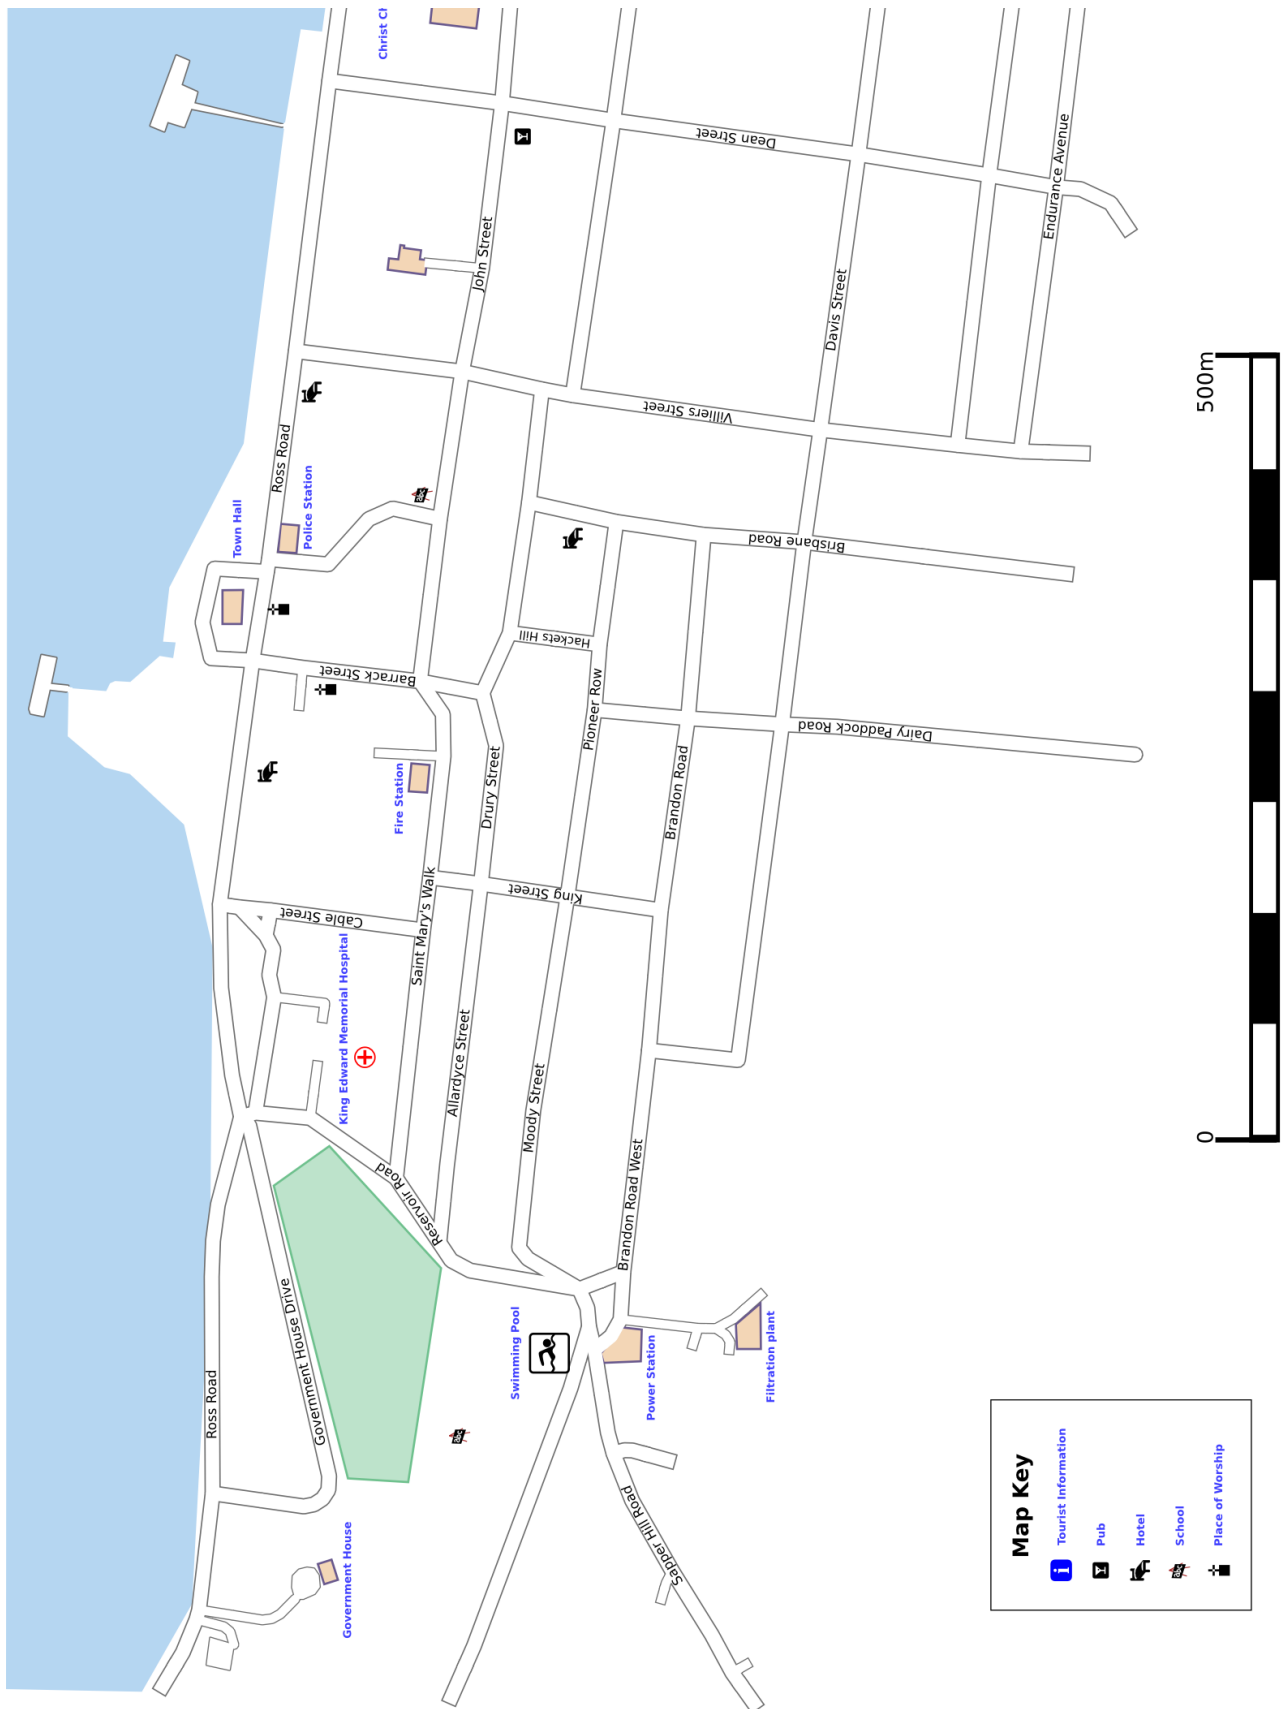 Christ Ch
Dean Street
Endurance Avenue
John Street
Davis Street
Villiers Street
Ross Road
Town Hall
Police Station
Brisbane Road
Hackets Hill
Barrack Street
Pioneer Row
Dairy Paddock Road
Drury Street
Brandon Road
Fire Station
King Street
Saint Mary's Walk
Cable Street
King Edward Memorial Hospital
Allardyce Street
Moody Street
Brandon Road West
Reservoir Road
Government House Drive
Ross Road
Swimming Pool
Power Station
Filtration plant
Sapper Hill Road
Government House
0
500m
Map Key
Tourist Information
Pub
Hotel
School
Place of Worship